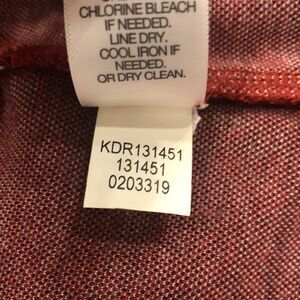 CHLORINE BLEACH
IF NEEDED.
LINE DRY.
COOL IRON IF
NEEDED.
OR DRY CLEAN.
KDR131451
131451
0203319